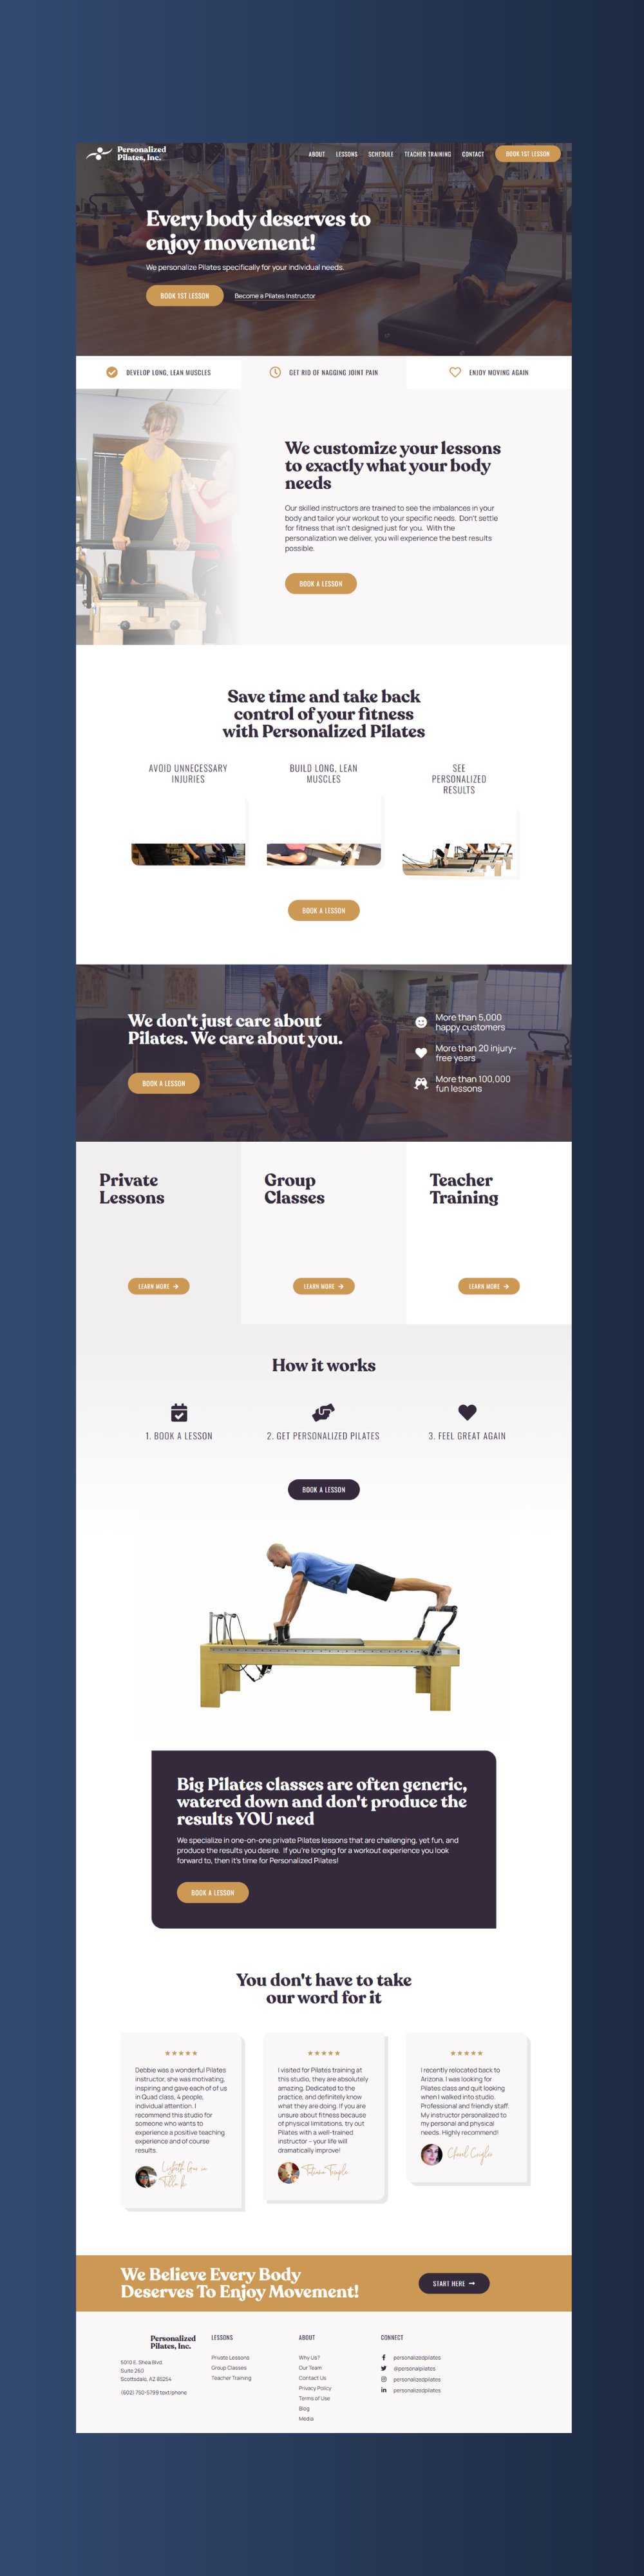 Personalized
Pilates, Inc.
ABOUT
LESSONS
SCHEDULE
TEACHER TRAINING
CONTACT
BOOK 1ST LESSON
Every body deserves to
enjoy movement!
We personalize Pilates specifically for your individual needs.
BOOK 1ST LESSON
Become a Pilates Instructor
DEVELOP LONG, LEAN MUSCLES
GET RID OF NAGGING JOINT PAIN
ENJOY MOVING AGAIN
We customize your lessons
to exactly what your body
needs
Our skilled instructors are trained to see the imbalances in your
body and tailor your workout to your specific needs. Don't settle
for fitness that isn't designed just for you. With the
personalization we deliver, you will experience the best results
possible.
BOOK A LESSON
Save time and take back
control of your fitness
with Personalized Pilates
AVOID UNNECESSARY
INJURIES
BUILD LONG, LEAN
MUSCLES
SEE
PERSONALIZED
RESULTS
BOOK A LESSON
We don't just care about
Pilates. We care about you.
BOOK A LESSON
More than 5,000
happy customers
More than 20 injury-
free years
More than 100,000
fun lessons
Private
Lessons
LEARN MORE
Group
Classes
LEARN MORE
Teacher
Training
LEARN MORE
How it works
1. BOOK A LESSON
2. GET PERSONALIZED PILATES
3. FEEL GREAT AGAIN
BOOK A LESSON
Big Pilates classes are often generic,
watered down and don't produce the
results YOU need
We specialize in one-on-one private Pilates lessons that are challenging, yet fun, and
produce the results you desire. If you're longing for a workout experience you look
forward to, then it's time for Personalized Pilates!
BOOK A LESSON
You don't have to take
our word for it
Debbie was a wonderful Pilates
instructor, she was motivating,
inspiring and gave each of of us
in Quad class, 4 people,
individual attention. I
recommend this studio for
someone who wants to
experience a positive teaching
experience and of course
results.
I visited for Pilates training at
this studio, they are absolutely
amazing. Dedicated to the
practice, and definitely know
what they are doing. If you are
unsure about fitness because
of physical limitations, try out
Pilates with a well-trained
instructor – your life will
dramatically improve!
Tatiana Temple
I recently relocated back to
Arizona. I was looking for
Pilates class and quit looking
when I walked into studio.
Professional and friendly staff.
My instructor personalized to
my personal and physical
needs. Highly recommend!
We Believe Every Body
Deserves To Enjoy Movement!
START HERE
Personalized
Pilates, Inc.
6010 E. Shea Blvd.
Suite 260
Scottsdale, AZ 85254
(602) 750-5799 text/phone
LESSONS
Private Lessons
Group Classes
Teacher Training
ABOUT
Why Us?
Our Team
Contact Us
Privacy Policy
Terms of Use
Blog
Media
CONNECT
personalizedpilates
@personalpilates
personalizedpilates
personalizedpilates